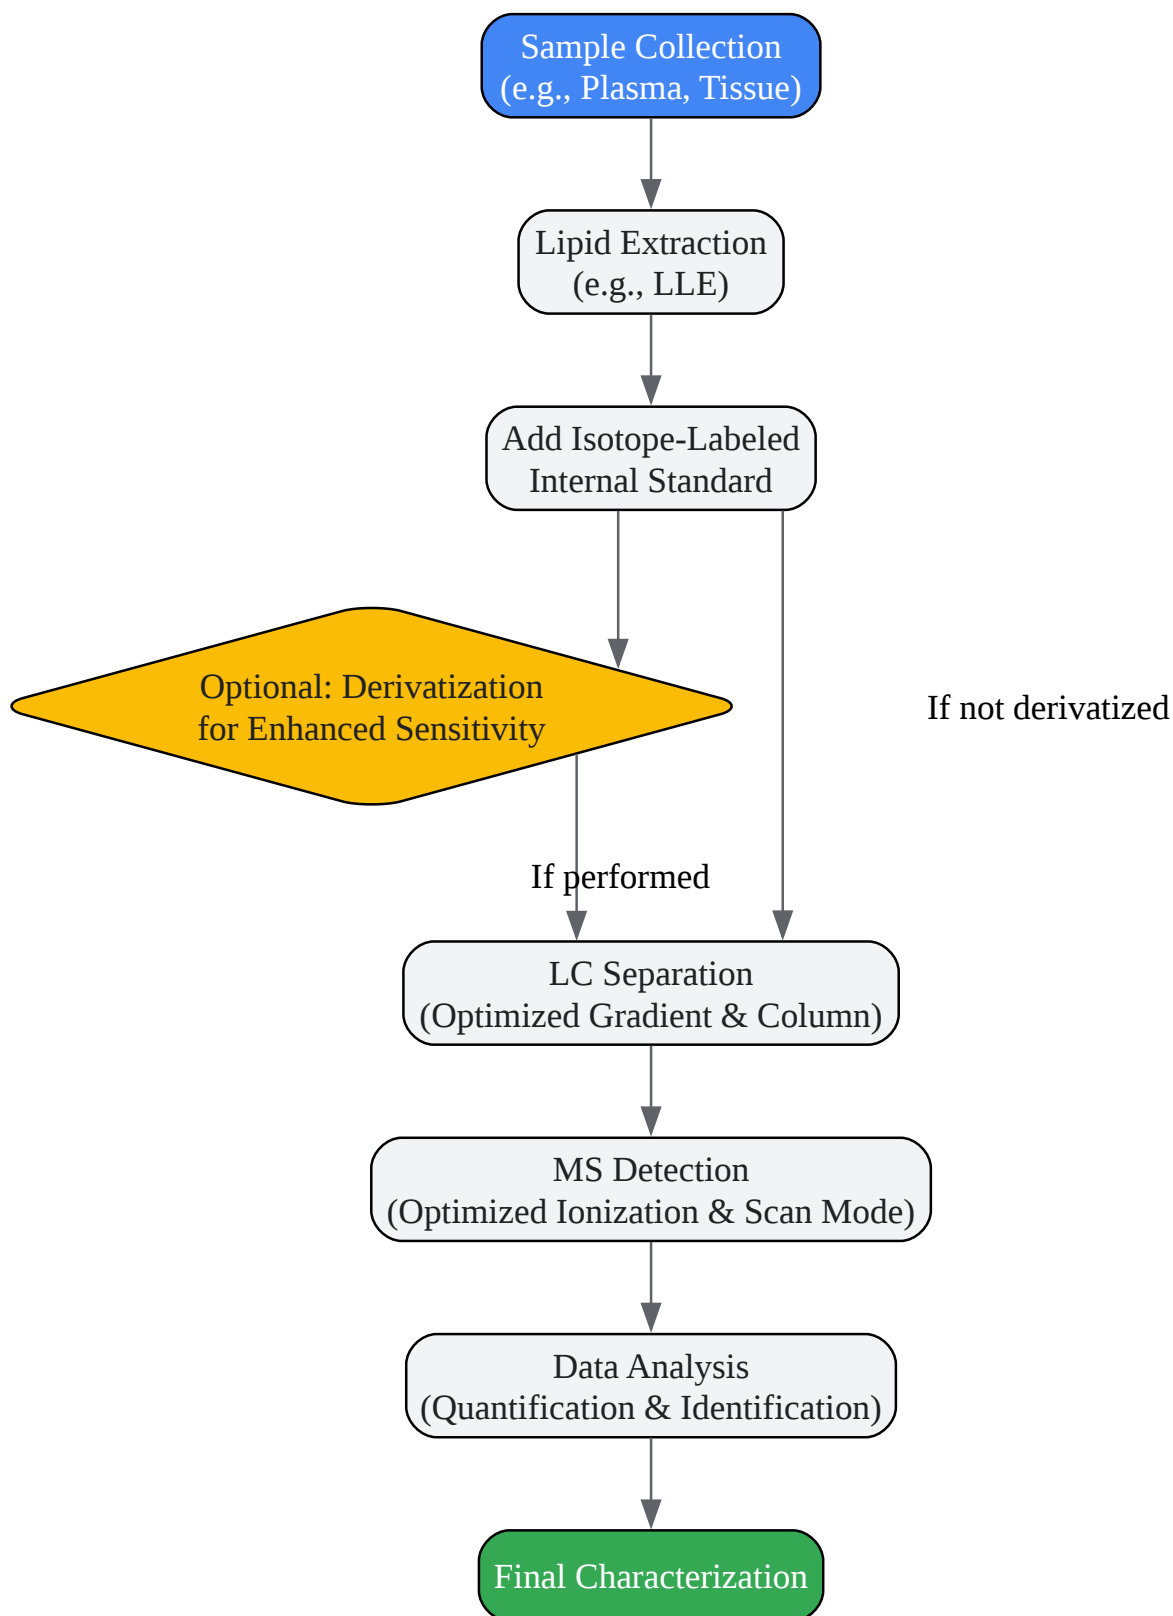 Sample Collection
(e.g., Plasma, Tissue)
Lipid Extraction
(e.g., LLE)
Add Isotope-Labeled
Internal Standard
Optional: Derivatization
for Enhanced Sensitivity
If not derivatized
If performed
LC Separation
(Optimized Gradient & Column)
MS Detection
(Optimized Ionization & Scan Mode)
Data Analysis
(Quantification & Identification)
Final Characterization